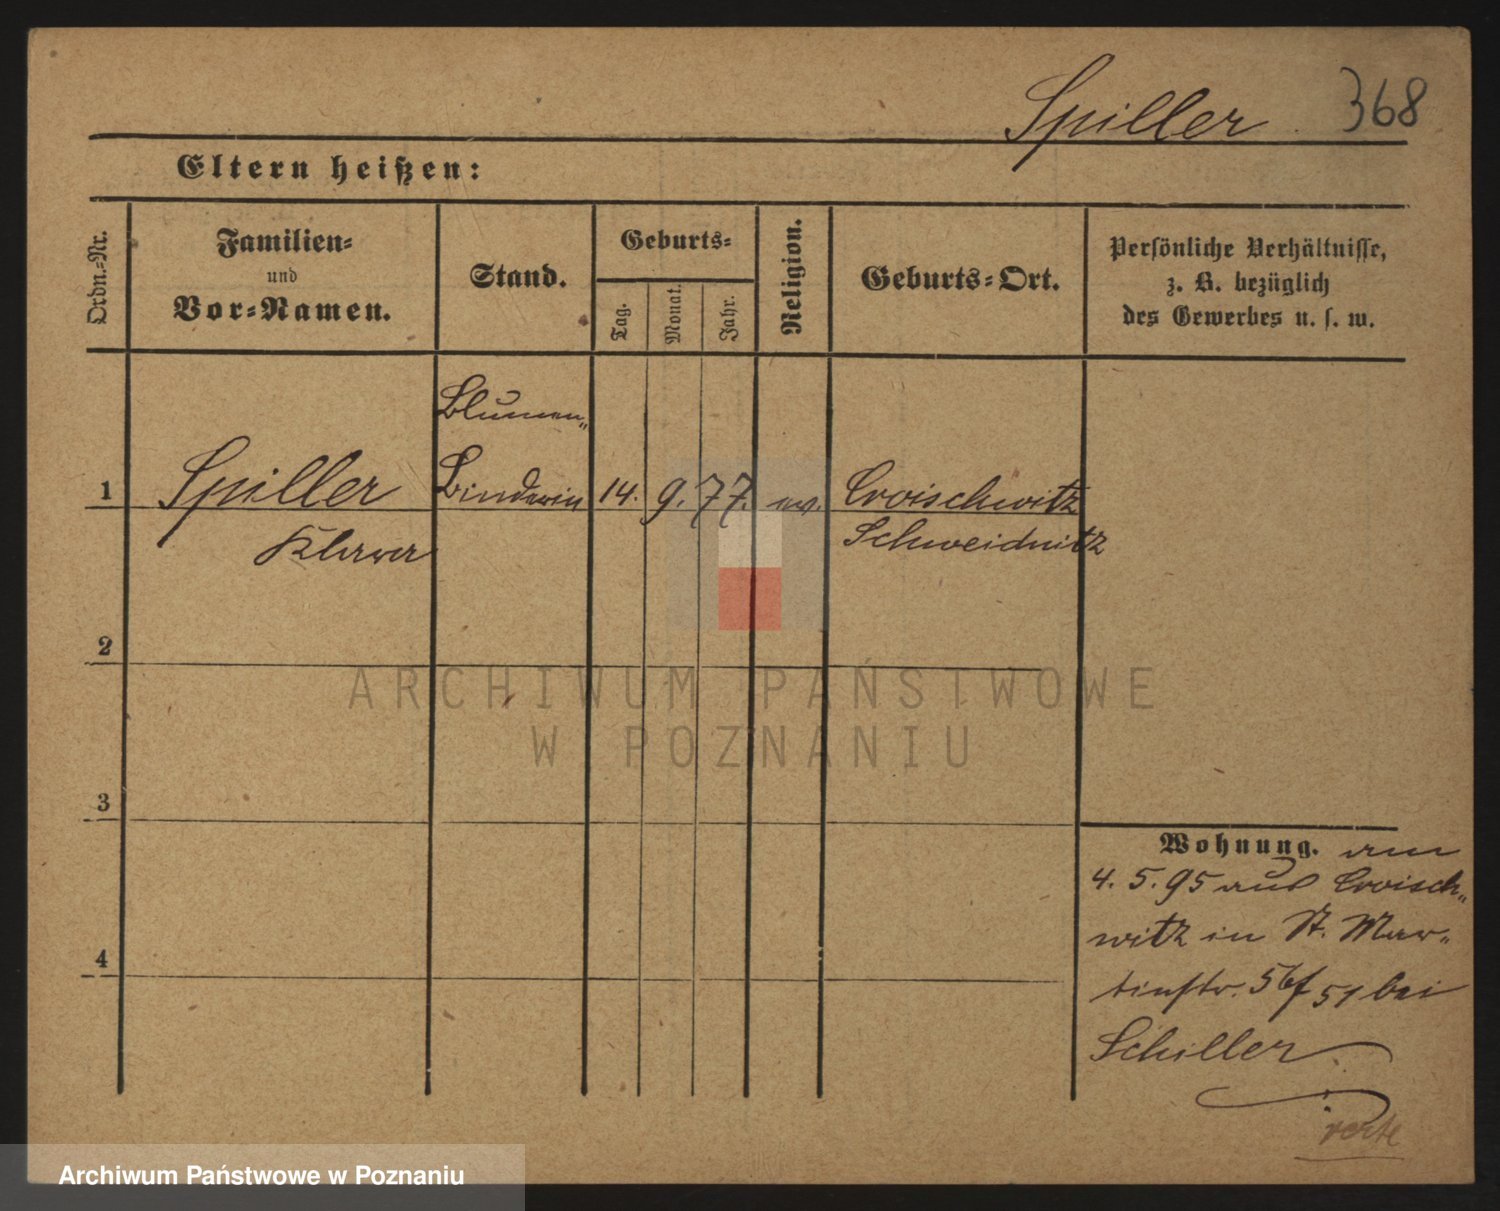 Spiller 368
Eltern heißen:
Ordn.-Nr.
Familien-
und
Vor-Namen.
Stand.
Geburts-
Tag.
Monat.
Jahr.
Religion.
Geburts-Ort.
Persönliche Verhältnisse,
z. B. bezüglich
des Gewerbes u. s. w.
Blumen-
1 Spiller Binderin 14. 9. 77. ev. Croischwitz
Klara Schweidnitz
2
3
4
Wohnung. am
4. 5. 95 aus Croisch-
witz in St. Mar-
tinstr. 56/57 bei
Schiller
verte
ARCHIWUM PAŃSTWOWE
W POZNANIU
Archiwum Państwowe w Poznaniu